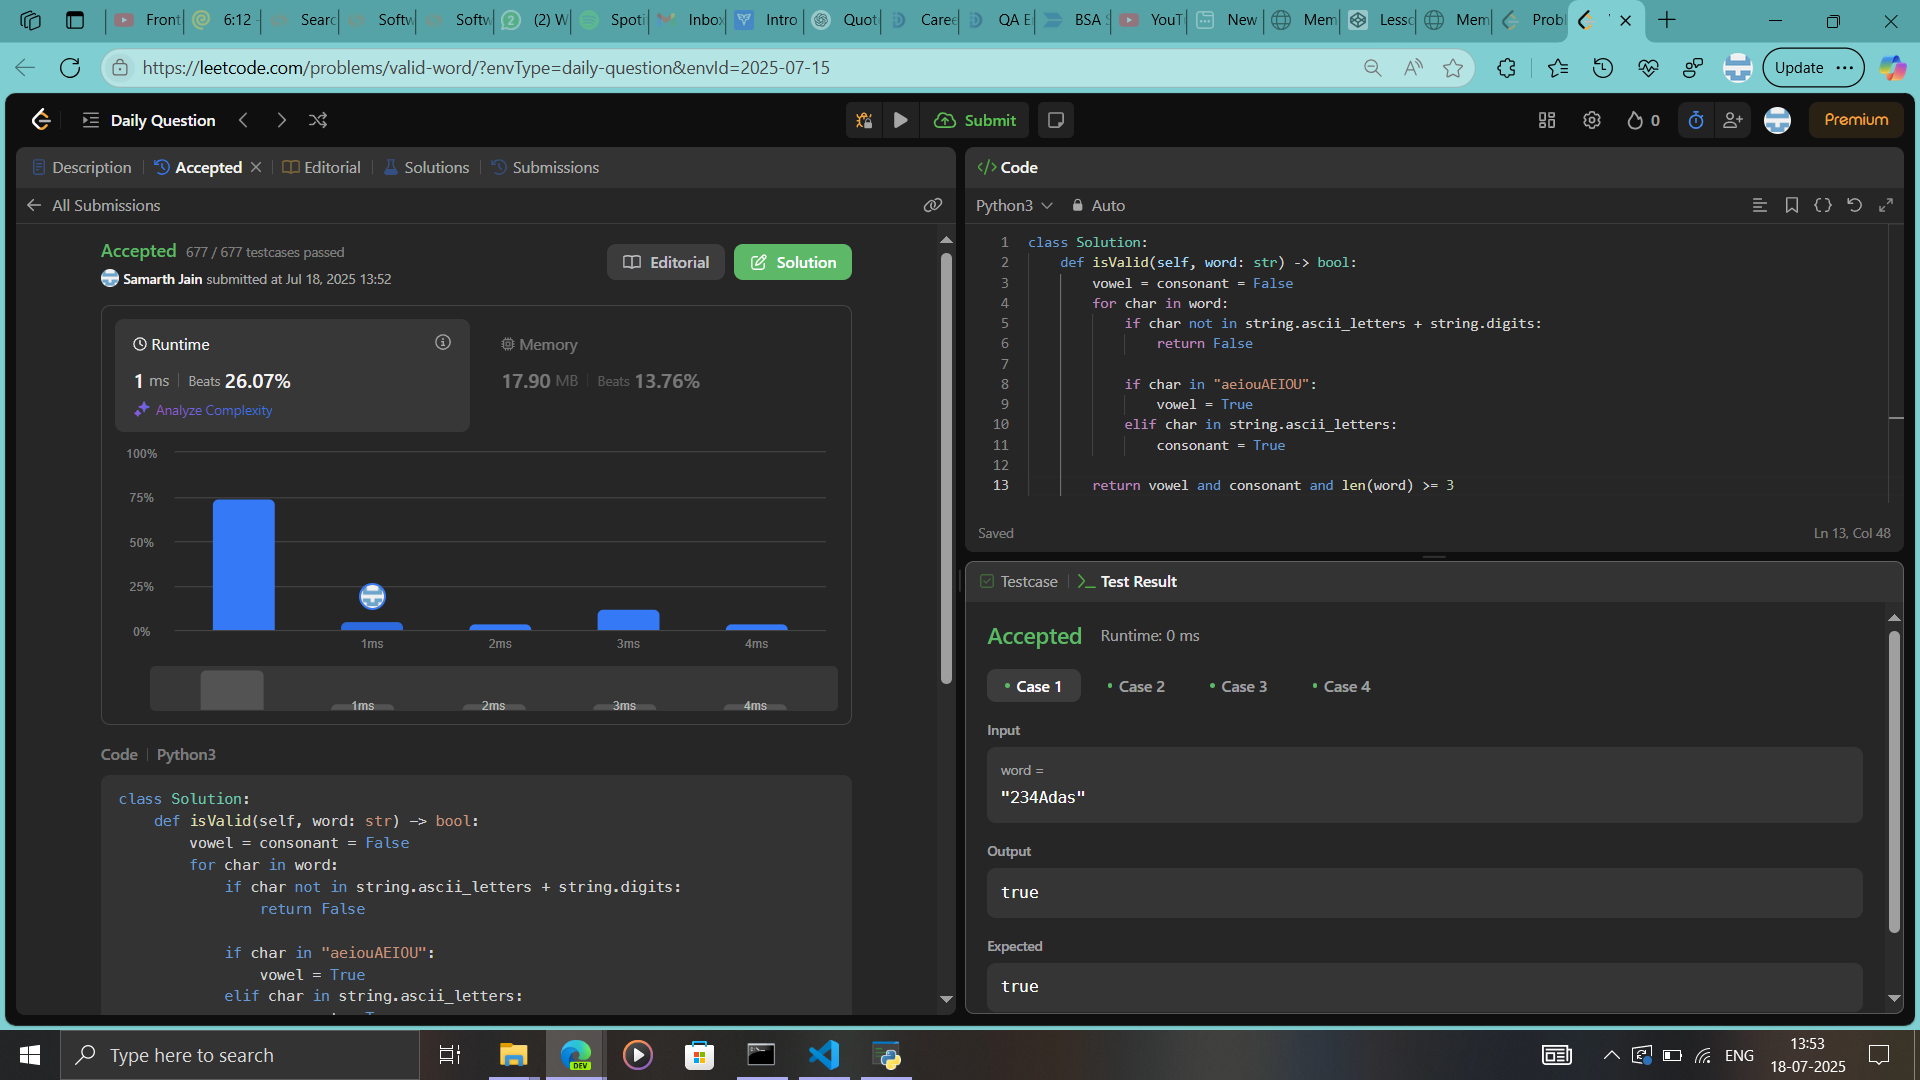 Front
6:12 -
Searc
Softw
Softw
(2) W
Spoti
Inbox
Intro
Quot
Caree
QA E
BSA S
YouTu
New
Mem
Lesso
Mem
Probl
https://leetcode.com/problems/valid-word/?envType=daily-question&envId=2025-07-15
Update
Daily Question
Submit
0
Premium
Description
Accepted
Editorial
Solutions
Submissions
All Submissions
Accepted 677 / 677 testcases passed
Samarth Jain submitted at Jul 18, 2025 13:52
Editorial
Solution
Runtime
1 ms Beats 26.07%
Analyze Complexity
Memory
17.90 MB Beats 13.76%
100%
75%
50%
25%
0%
1ms
2ms
3ms
4ms
1ms
2ms
3ms
4ms
Code | Python3
class Solution:
def isValid(self, word: str) -> bool:
vowel = consonant = False
for char in word:
if char not in string.ascii_letters + string.digits:
return False
if char in "aeiouAEIOU":
vowel = True
elif char in string.ascii_letters:
</> Code
Python3
Auto
1 class Solution:
2 def isValid(self, word: str) -> bool:
3 vowel = consonant = False
4 for char in word:
5 if char not in string.ascii_letters + string.digits:
6 return False
7
8 if char in "aeiouAEIOU":
9 vowel = True
10 elif char in string.ascii_letters:
11 consonant = True
12
13 return vowel and consonant and len(word) >= 3
Saved
Ln 13, Col 48
Testcase
Test Result
Accepted Runtime: 0 ms
Case 1
Case 2
Case 3
Case 4
Input
word =
"234Adas"
Output
true
Expected
true
Type here to search
DEV
ENG
13:53
18-07-2025